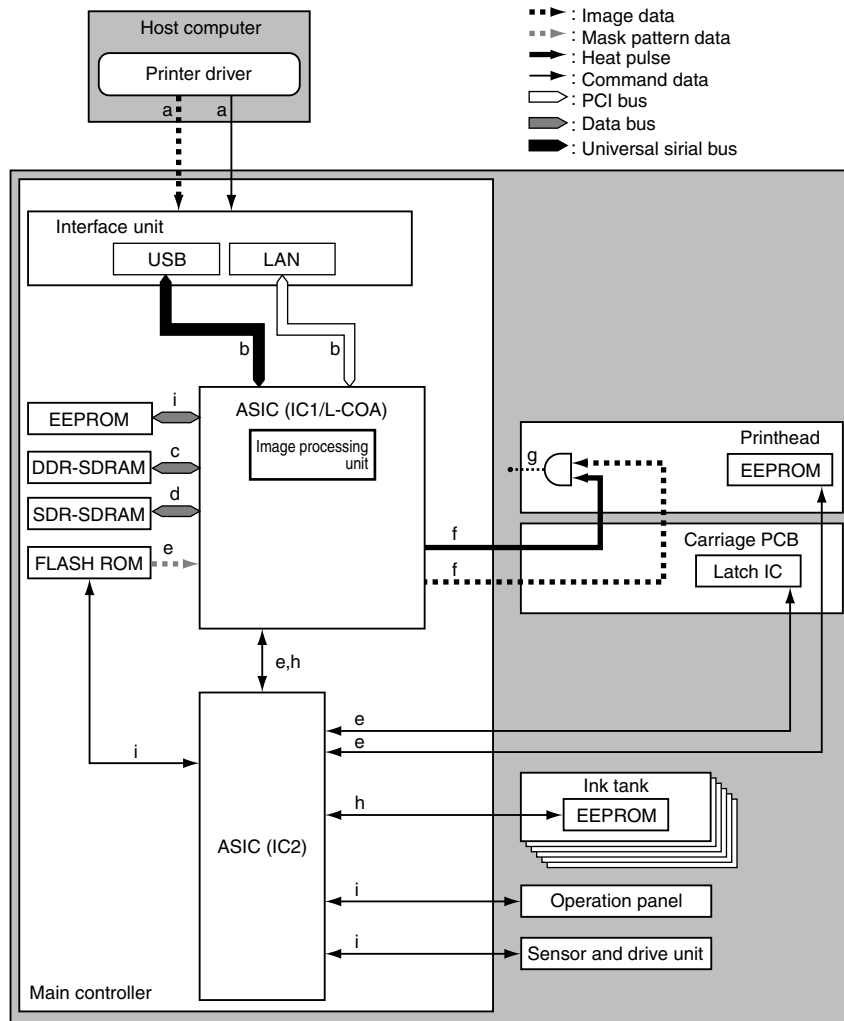 Host computer
Printer driver
a
a
: Image data
: Mask pattern data
: Heat pulse
: Command data
: PCI bus
: Data bus
: Universal sirial bus
Interface unit
USB
LAN
b
b
EEPROM
i
DDR-SDRAM
c
SDR-SDRAM
d
FLASH ROM
e
ASIC (IC1/L-COA)
Image processing
unit
f
f
g
Printhead
EEPROM
Carriage PCB
Latch IC
e,h
i
ASIC (IC2)
e
e
h
Ink tank
EEPROM
i
Operation panel
i
Sensor and drive unit
Main controller